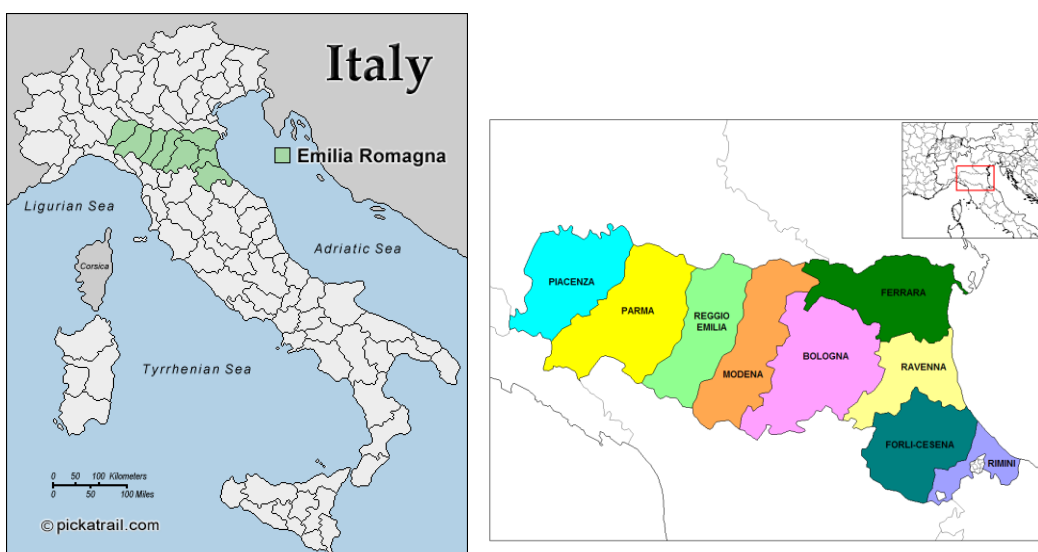 Italy
Emilia Romagna
Ligurian Sea
Adriatic Sea
Corsica
Tyrrhenian Sea
0 50 100 Kilometers
0 50 100 Miles
© pickatrail.com
PIACENZA
PARMA
REGGIO
EMILIA
MODENA
BOLOGNA
FERRARA
RAVENNA
FORLI-CESENA
RIMINI